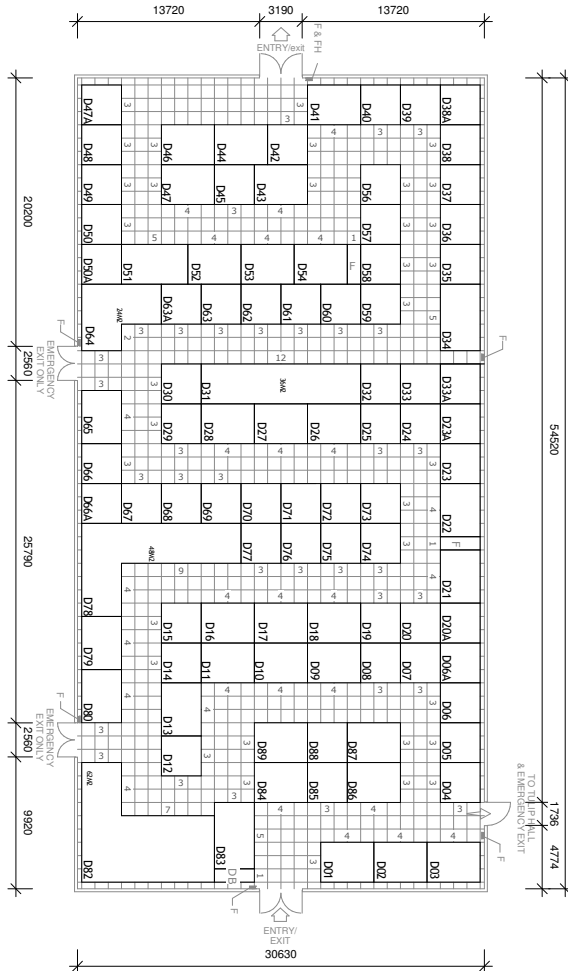 13720
3190
13720
ENTRY/exit
F & FH
D47A
D41
D40
D39
D38A
D48
D46
D44
D42
D38
D49
D47
D45
D43
D56
D37
D50
D57
D36
D50A
D51
D52
D53
D54
F
D58
D35
24M2
D64
D63A
D63
D62
D61
D60
D59
D34
F
F
EMERGENCY
EXIT ONLY
12
D30
D31
36M2
D32
D33
D33A
D65
D29
D28
D27
D26
D25
D24
D23A
D66
D23
D66A
D67
D68
D69
D70
D71
D72
D73
D22
48M2
D77
D76
D75
D74
F
D78
D21
D15
D16
D17
D18
D19
D20
D20A
D79
D14
D11
D10
D09
D08
D07
D06A
D80
D13
D06
F
EMERGENCY
EXIT ONLY
D12
D89
D88
D87
D05
62M2
D84
D85
D86
D04
TO TULIP HALL
& EMERGENCY EXIT
D82
D83
D01
D02
D03
F
DB
F
ENTRY/
EXIT
30630
20200
2560
25790
2560
9920
54520
1736
4774